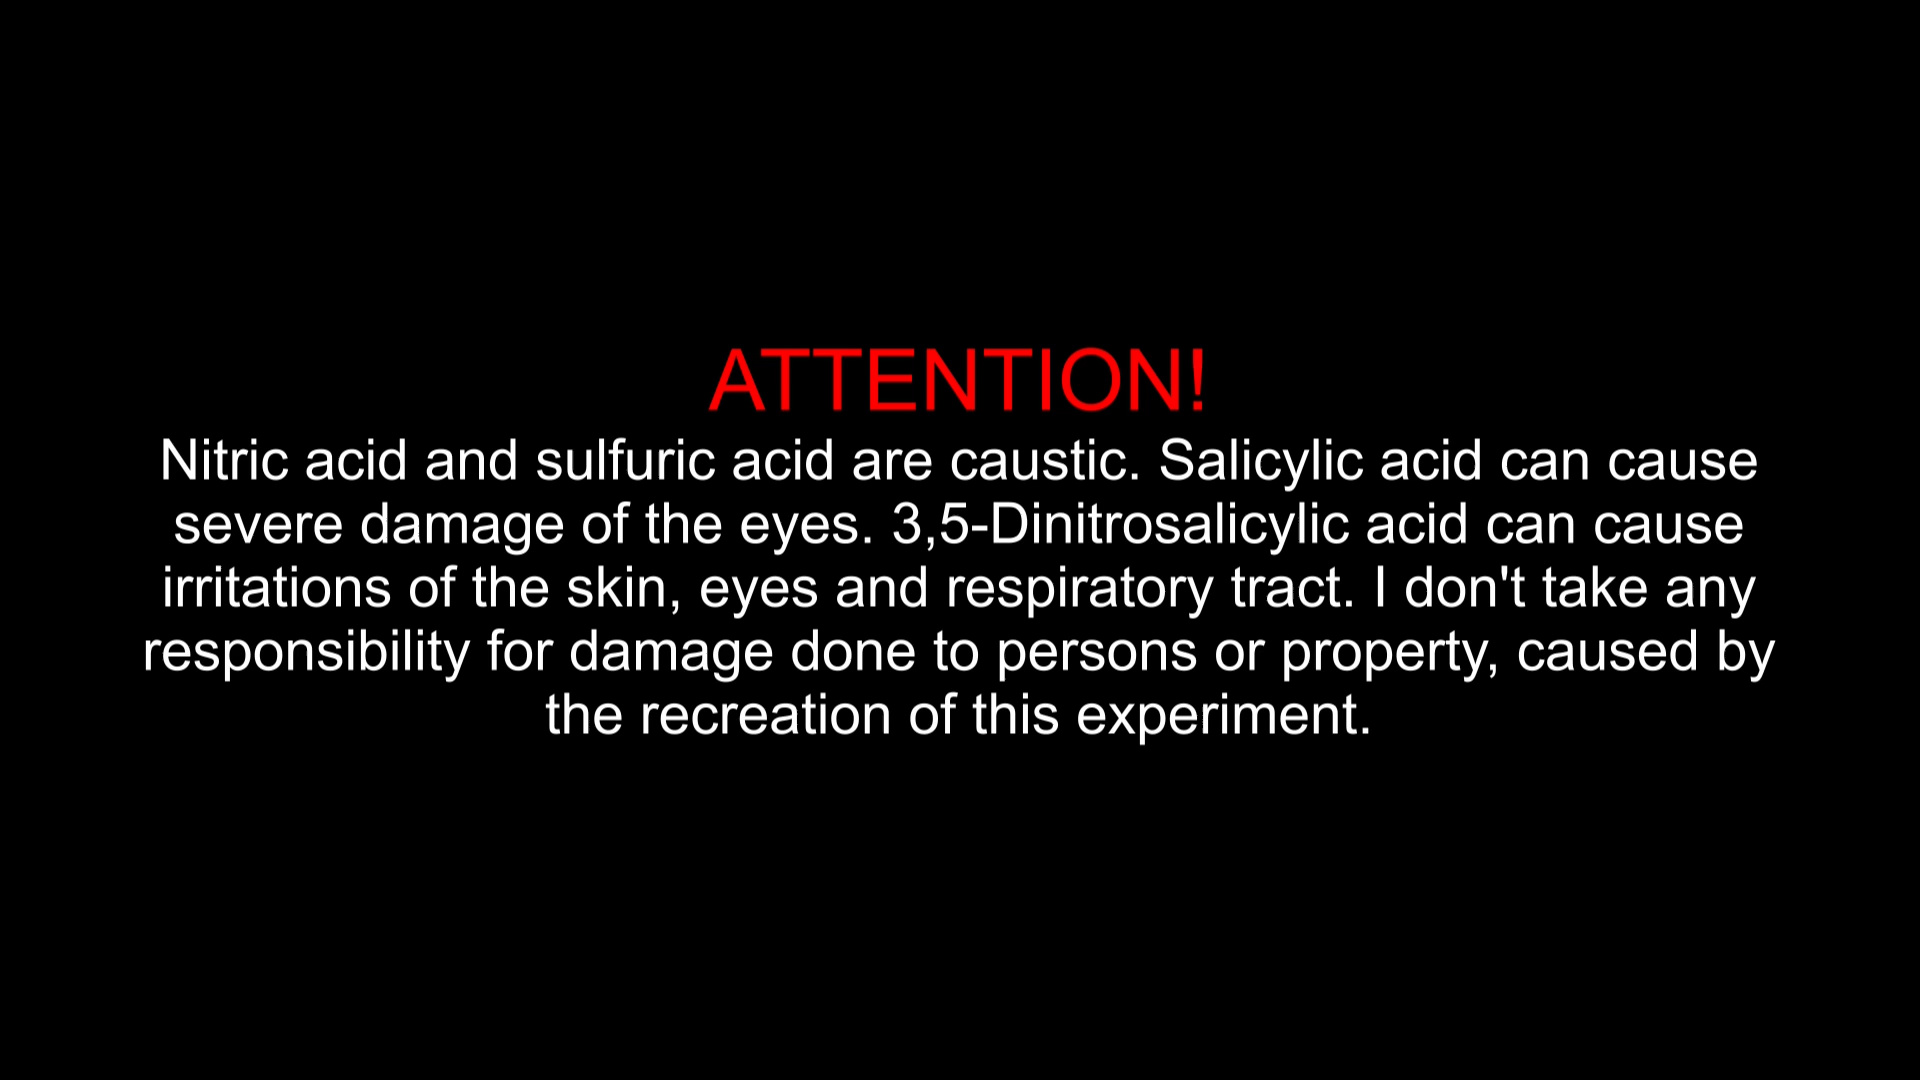 ATTENTION!
Nitric acid and sulfuric acid are caustic. Salicylic acid can cause
severe damage of the eyes. 3,5-Dinitrosalicylic acid can cause
irritations of the skin, eyes and respiratory tract. I don't take any
responsibility for damage done to persons or property, caused by
the recreation of this experiment.